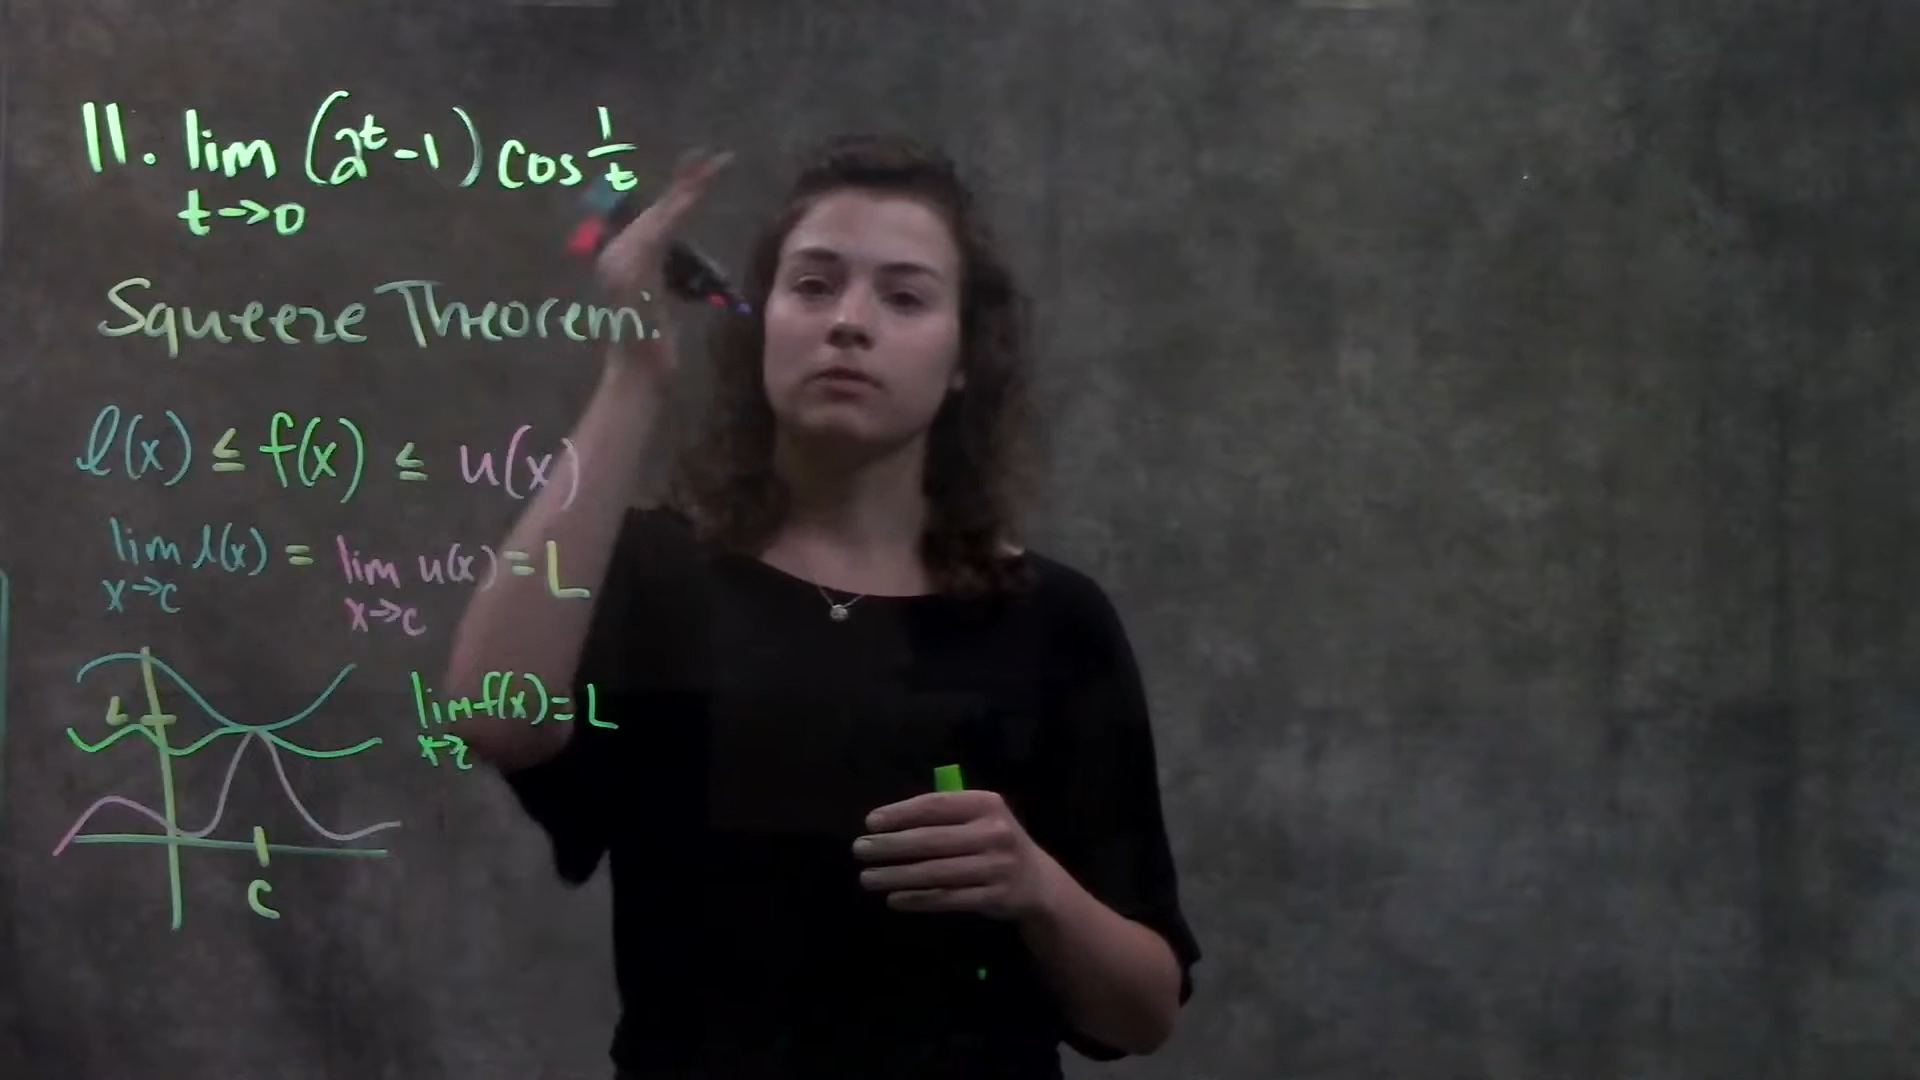 11. lim (2^t - 1) cos 1/t
t→0
Squeeze Theorem:
l(x) ≤ f(x) ≤ u(x)
lim l(x) = lim u(x) = L
x→c x→c
L
lim f(x) = L
x→c
c